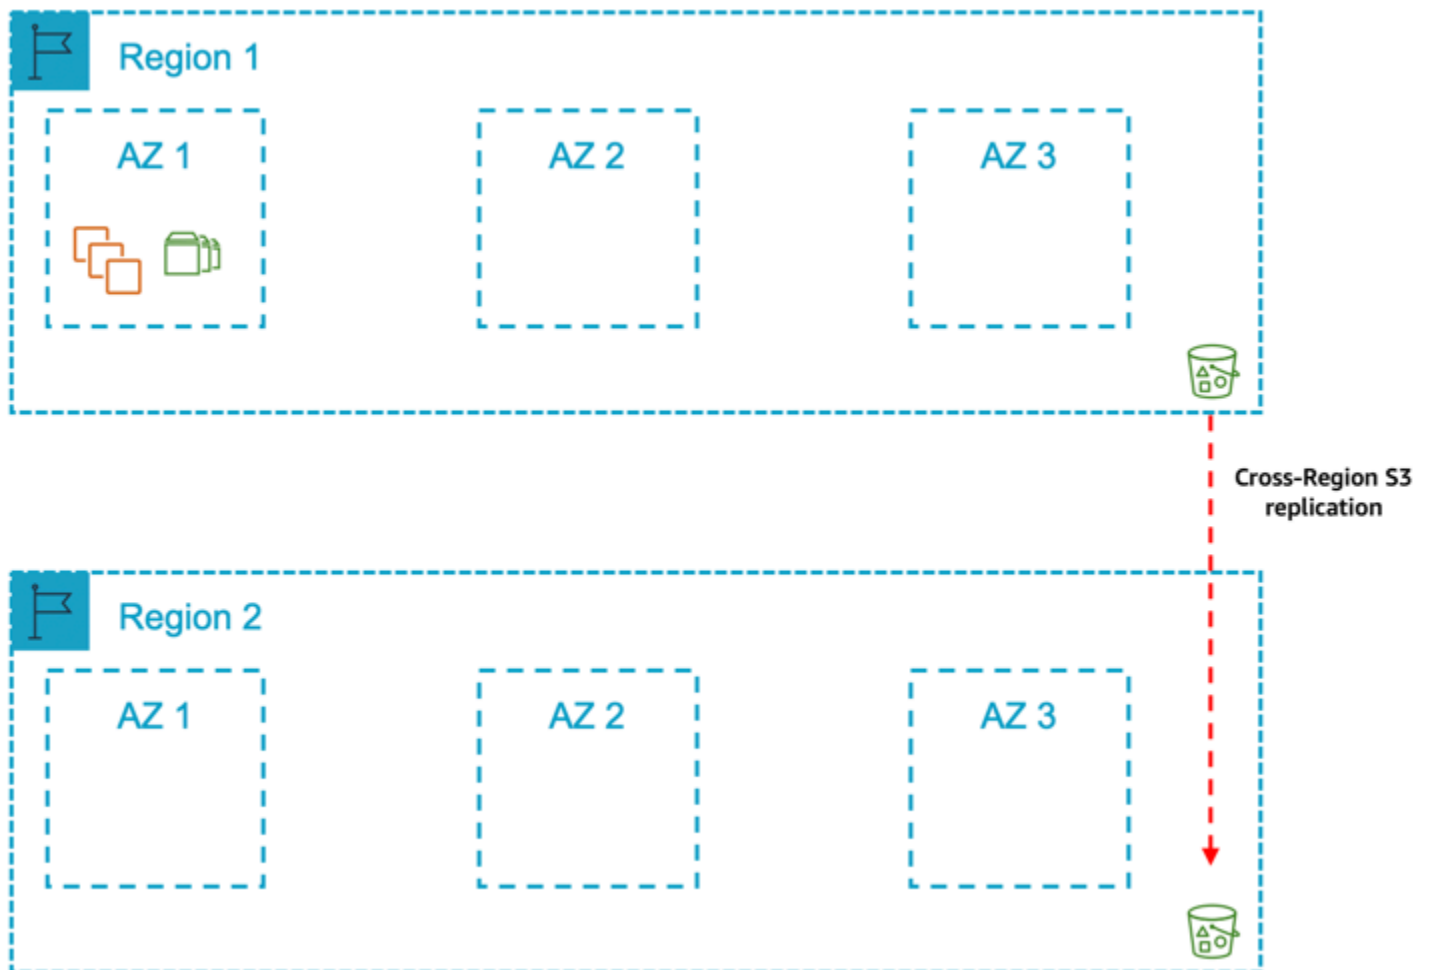 Region 1
AZ 1
AZ 2
AZ 3
Cross-Region S3
replication
Region 2
AZ 1
AZ 2
AZ 3